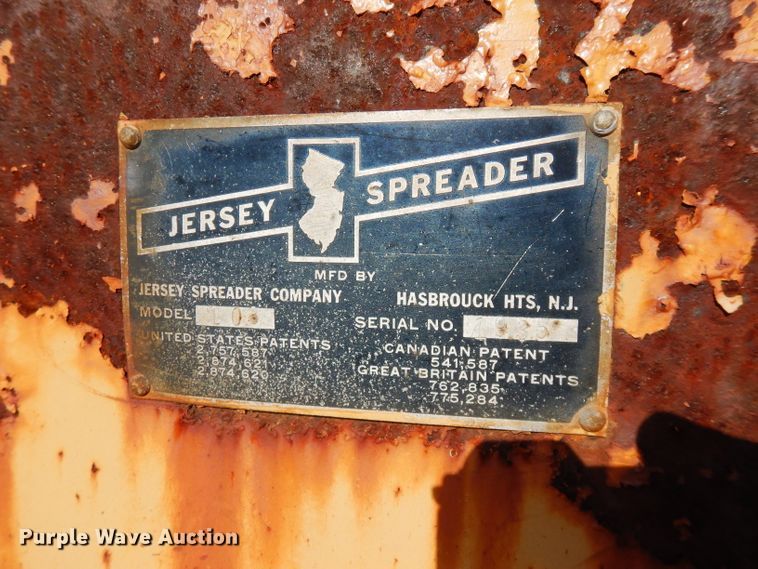 JERSEY SPREADER
MFD BY
JERSEY SPREADER COMPANY HASBROUCK HTS, N.J.
MODEL
SERIAL NO.
UNITED STATES PATENTS
2,757,587
2,874,621
2,874,620
CANADIAN PATENT
541,587
GREAT BRITAIN PATENTS
762,835
775,284
Purple Wave Auction